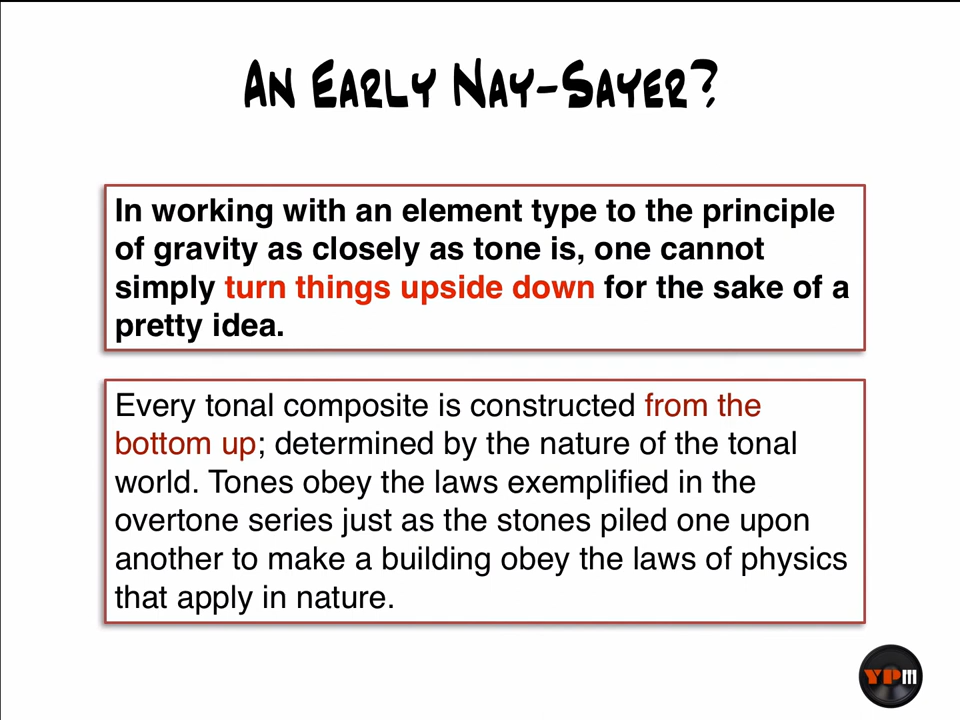 AN EARLY NAY-SAYER?
In working with an element type to the principle
of gravity as closely as tone is, one cannot
simply turn things upside down for the sake of a
pretty idea.
Every tonal composite is constructed from the
bottom up; determined by the nature of the tonal
world. Tones obey the laws exemplified in the
overtone series just as the stones piled one upon
another to make a building obey the laws of physics
that apply in nature.
YPM